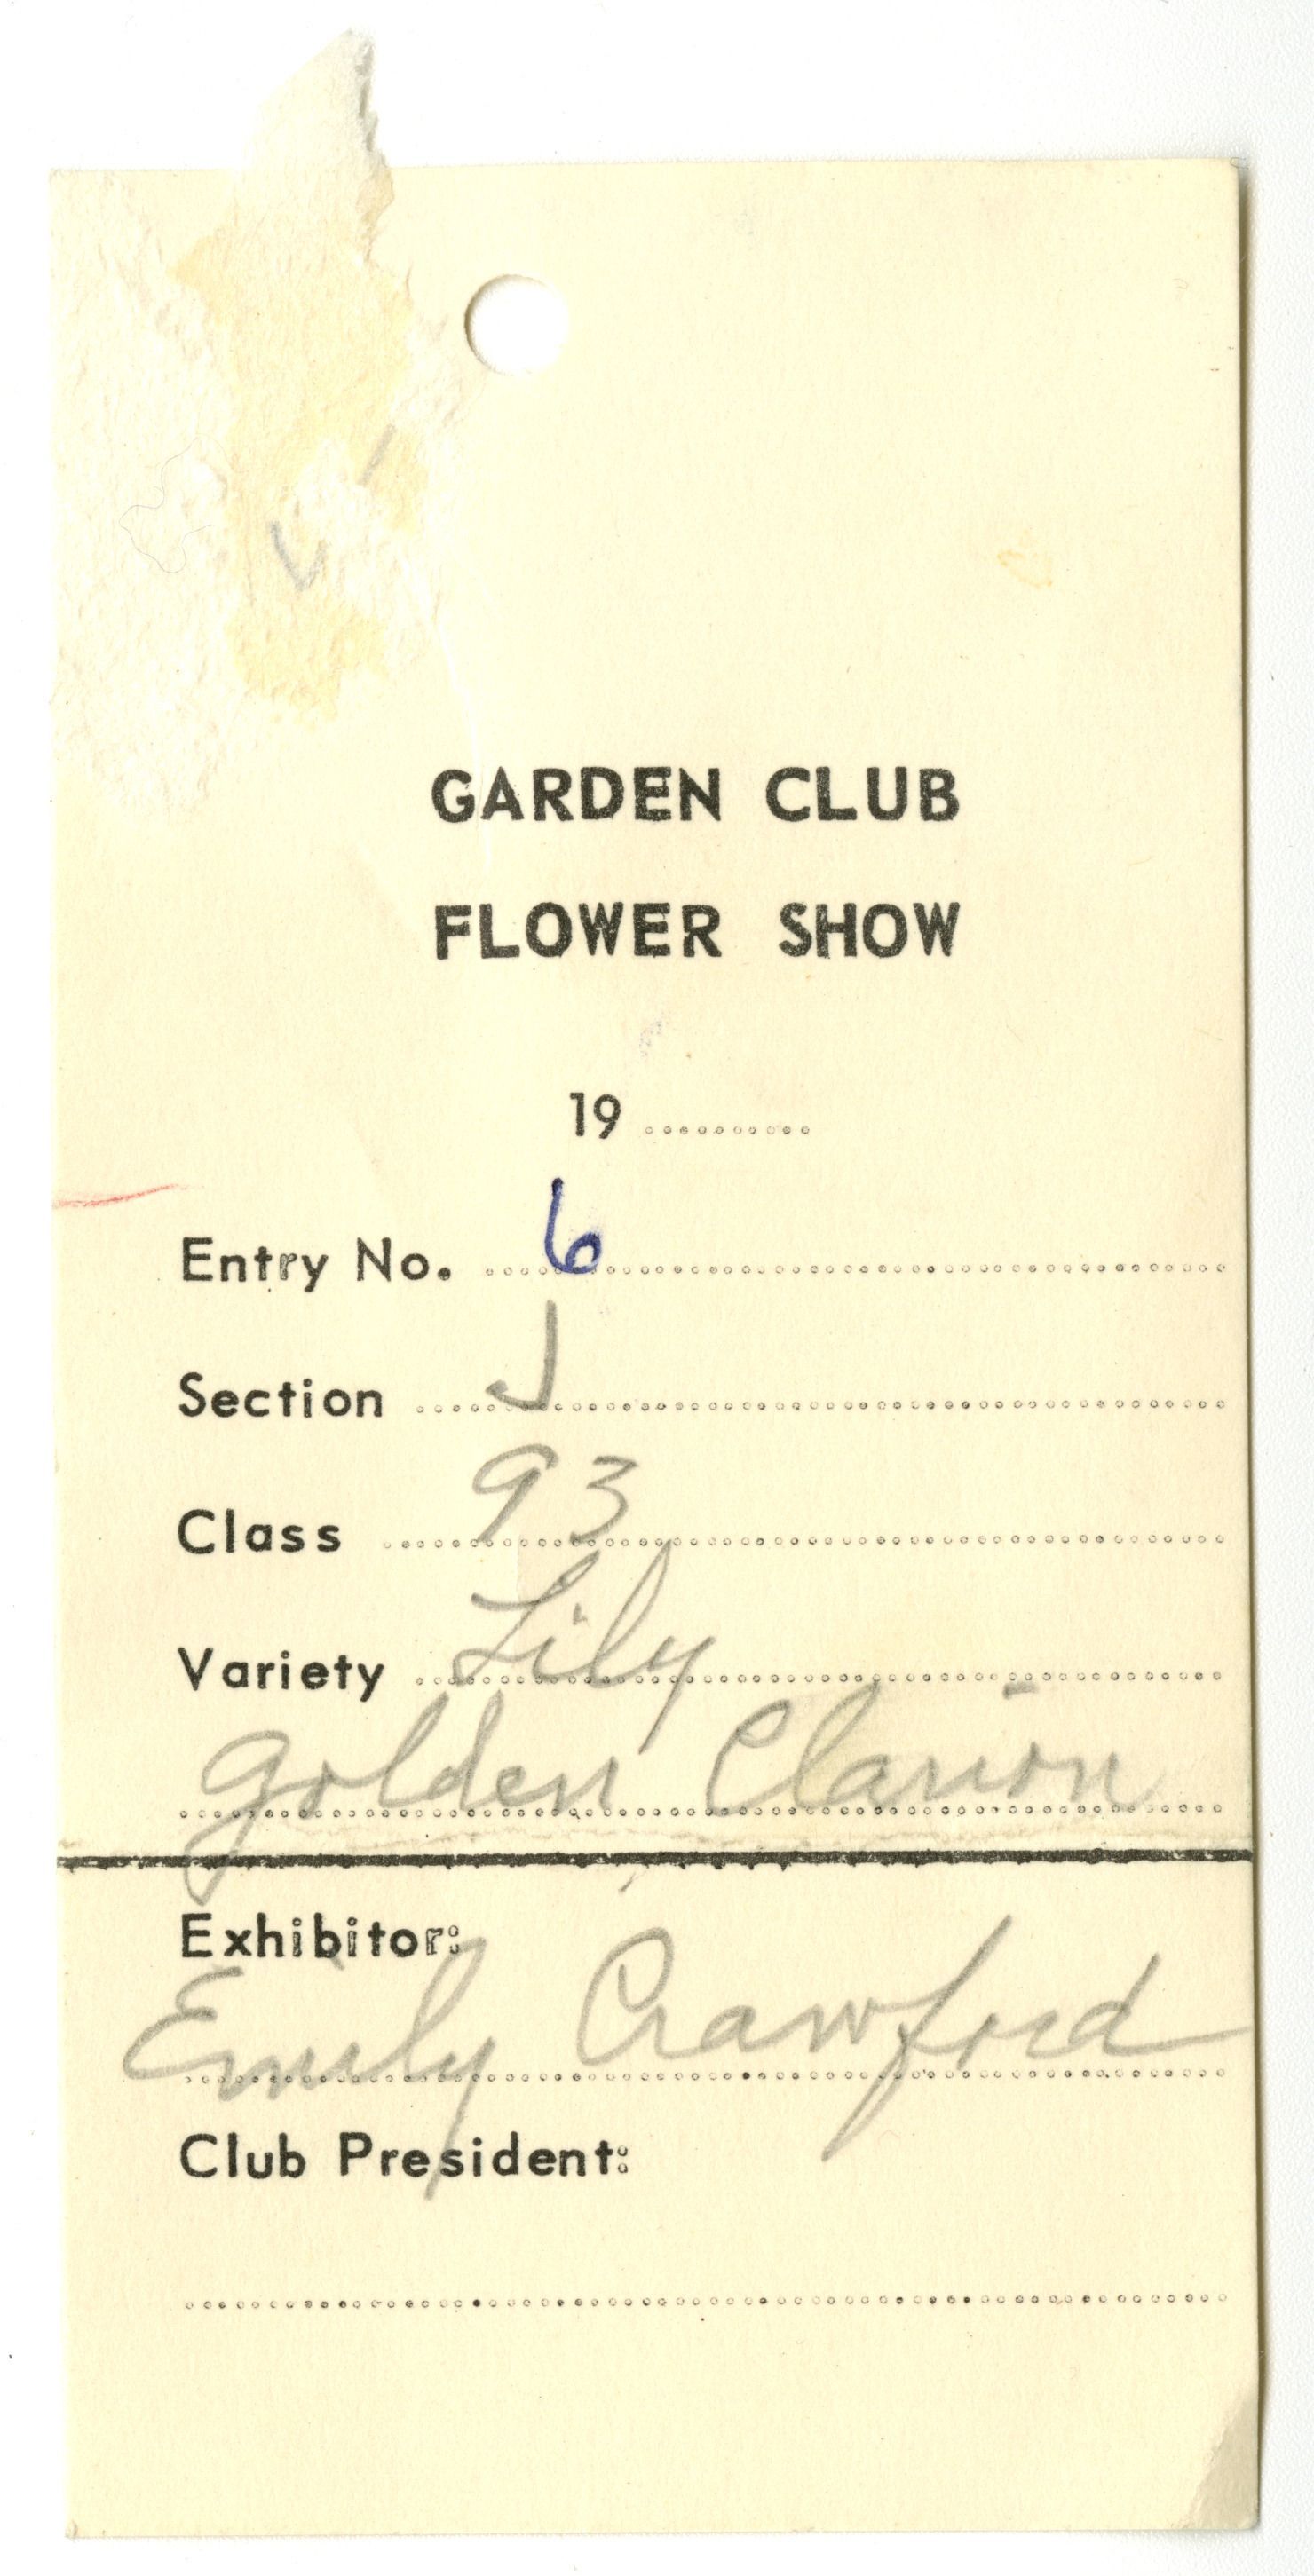 GARDEN CLUB
FLOWER SHOW
19 ..........
Entry No. 6
Section J
Class 93
Variety Lily
Golden Clarion
Exhibitor:
Emily Crawford
Club President: